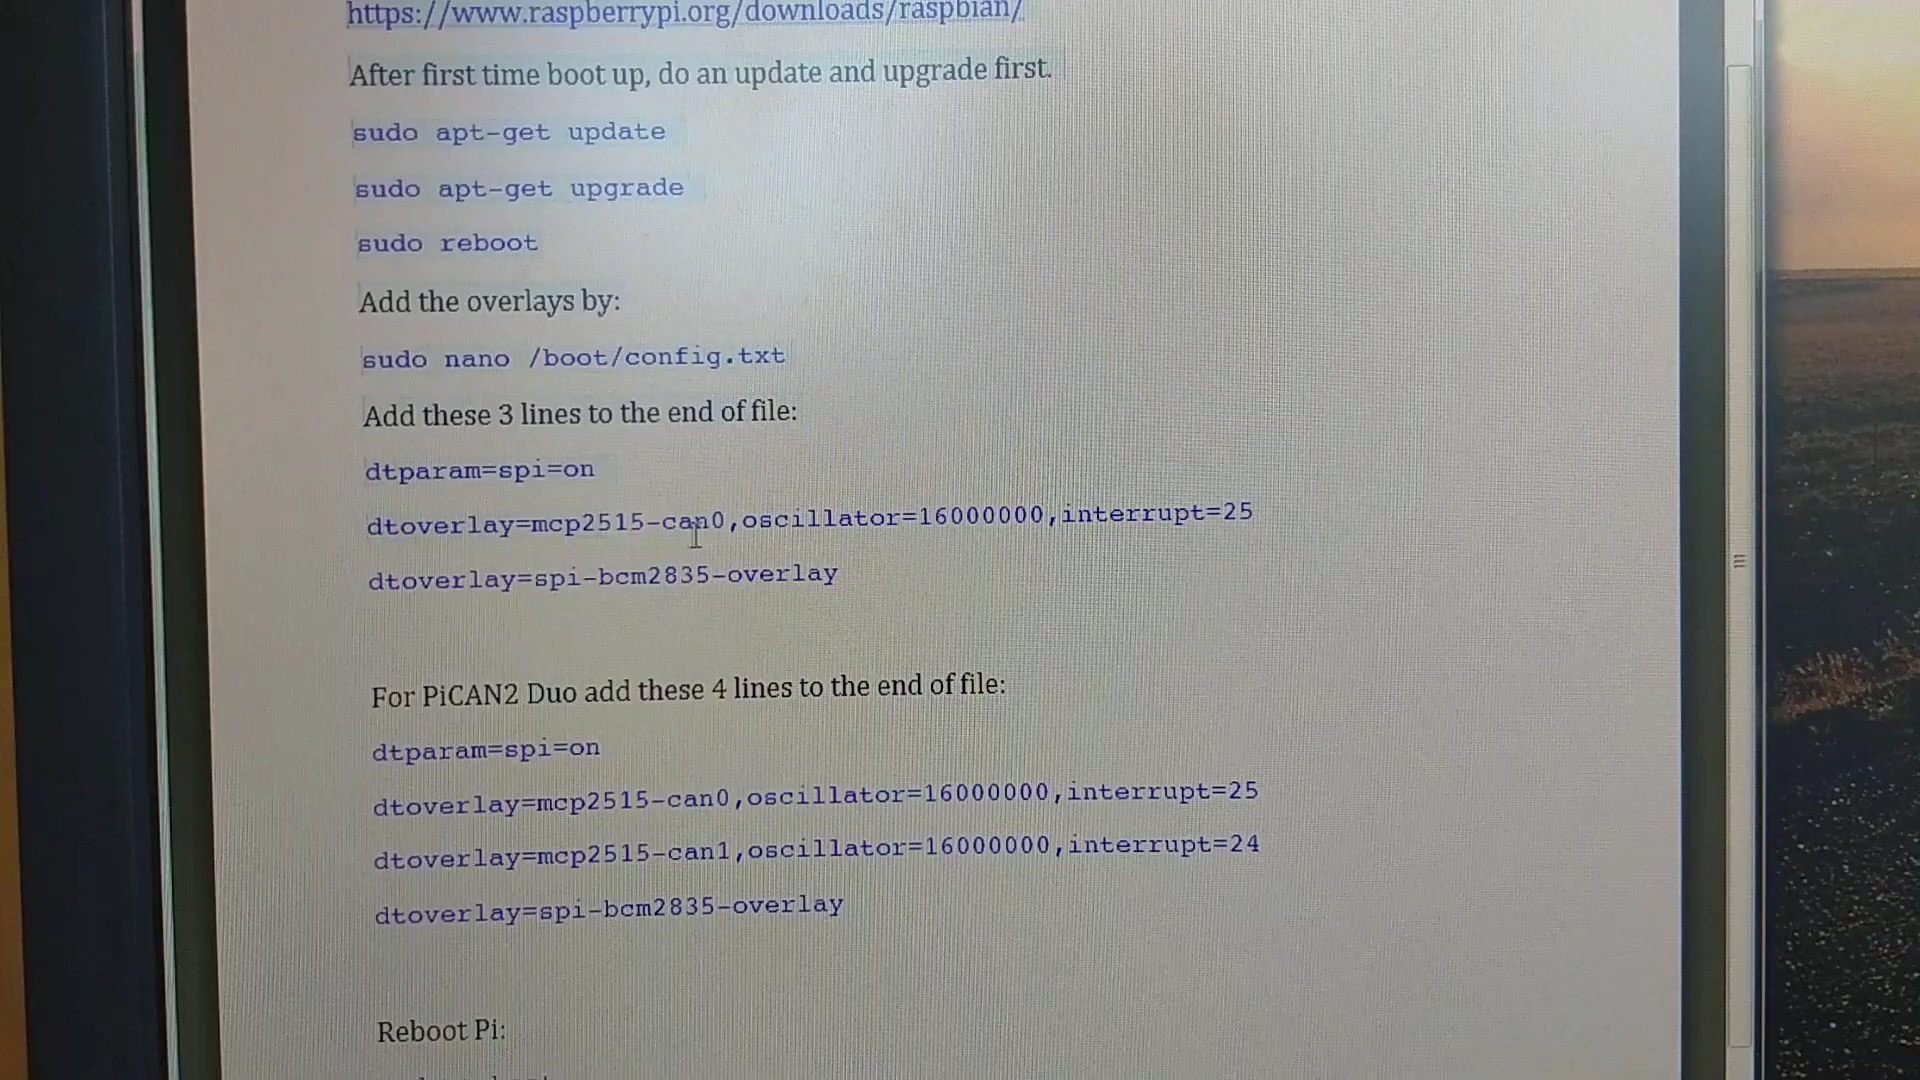 https://www.raspberrypi.org/downloads/raspbian/
After first time boot up, do an update and upgrade first.
sudo apt-get update
sudo apt-get upgrade
sudo reboot
Add the overlays by:
sudo nano /boot/config.txt
Add these 3 lines to the end of file:
dtparam=spi=on
dtoverlay=mcp2515-can0,oscillator=16000000,interrupt=25
dtoverlay=spi-bcm2835-overlay
For PiCAN2 Duo add these 4 lines to the end of file:
dtparam=spi=on
dtoverlay=mcp2515-can0,oscillator=16000000,interrupt=25
dtoverlay=mcp2515-can1,oscillator=16000000,interrupt=24
dtoverlay=spi-bcm2835-overlay
Reboot Pi: